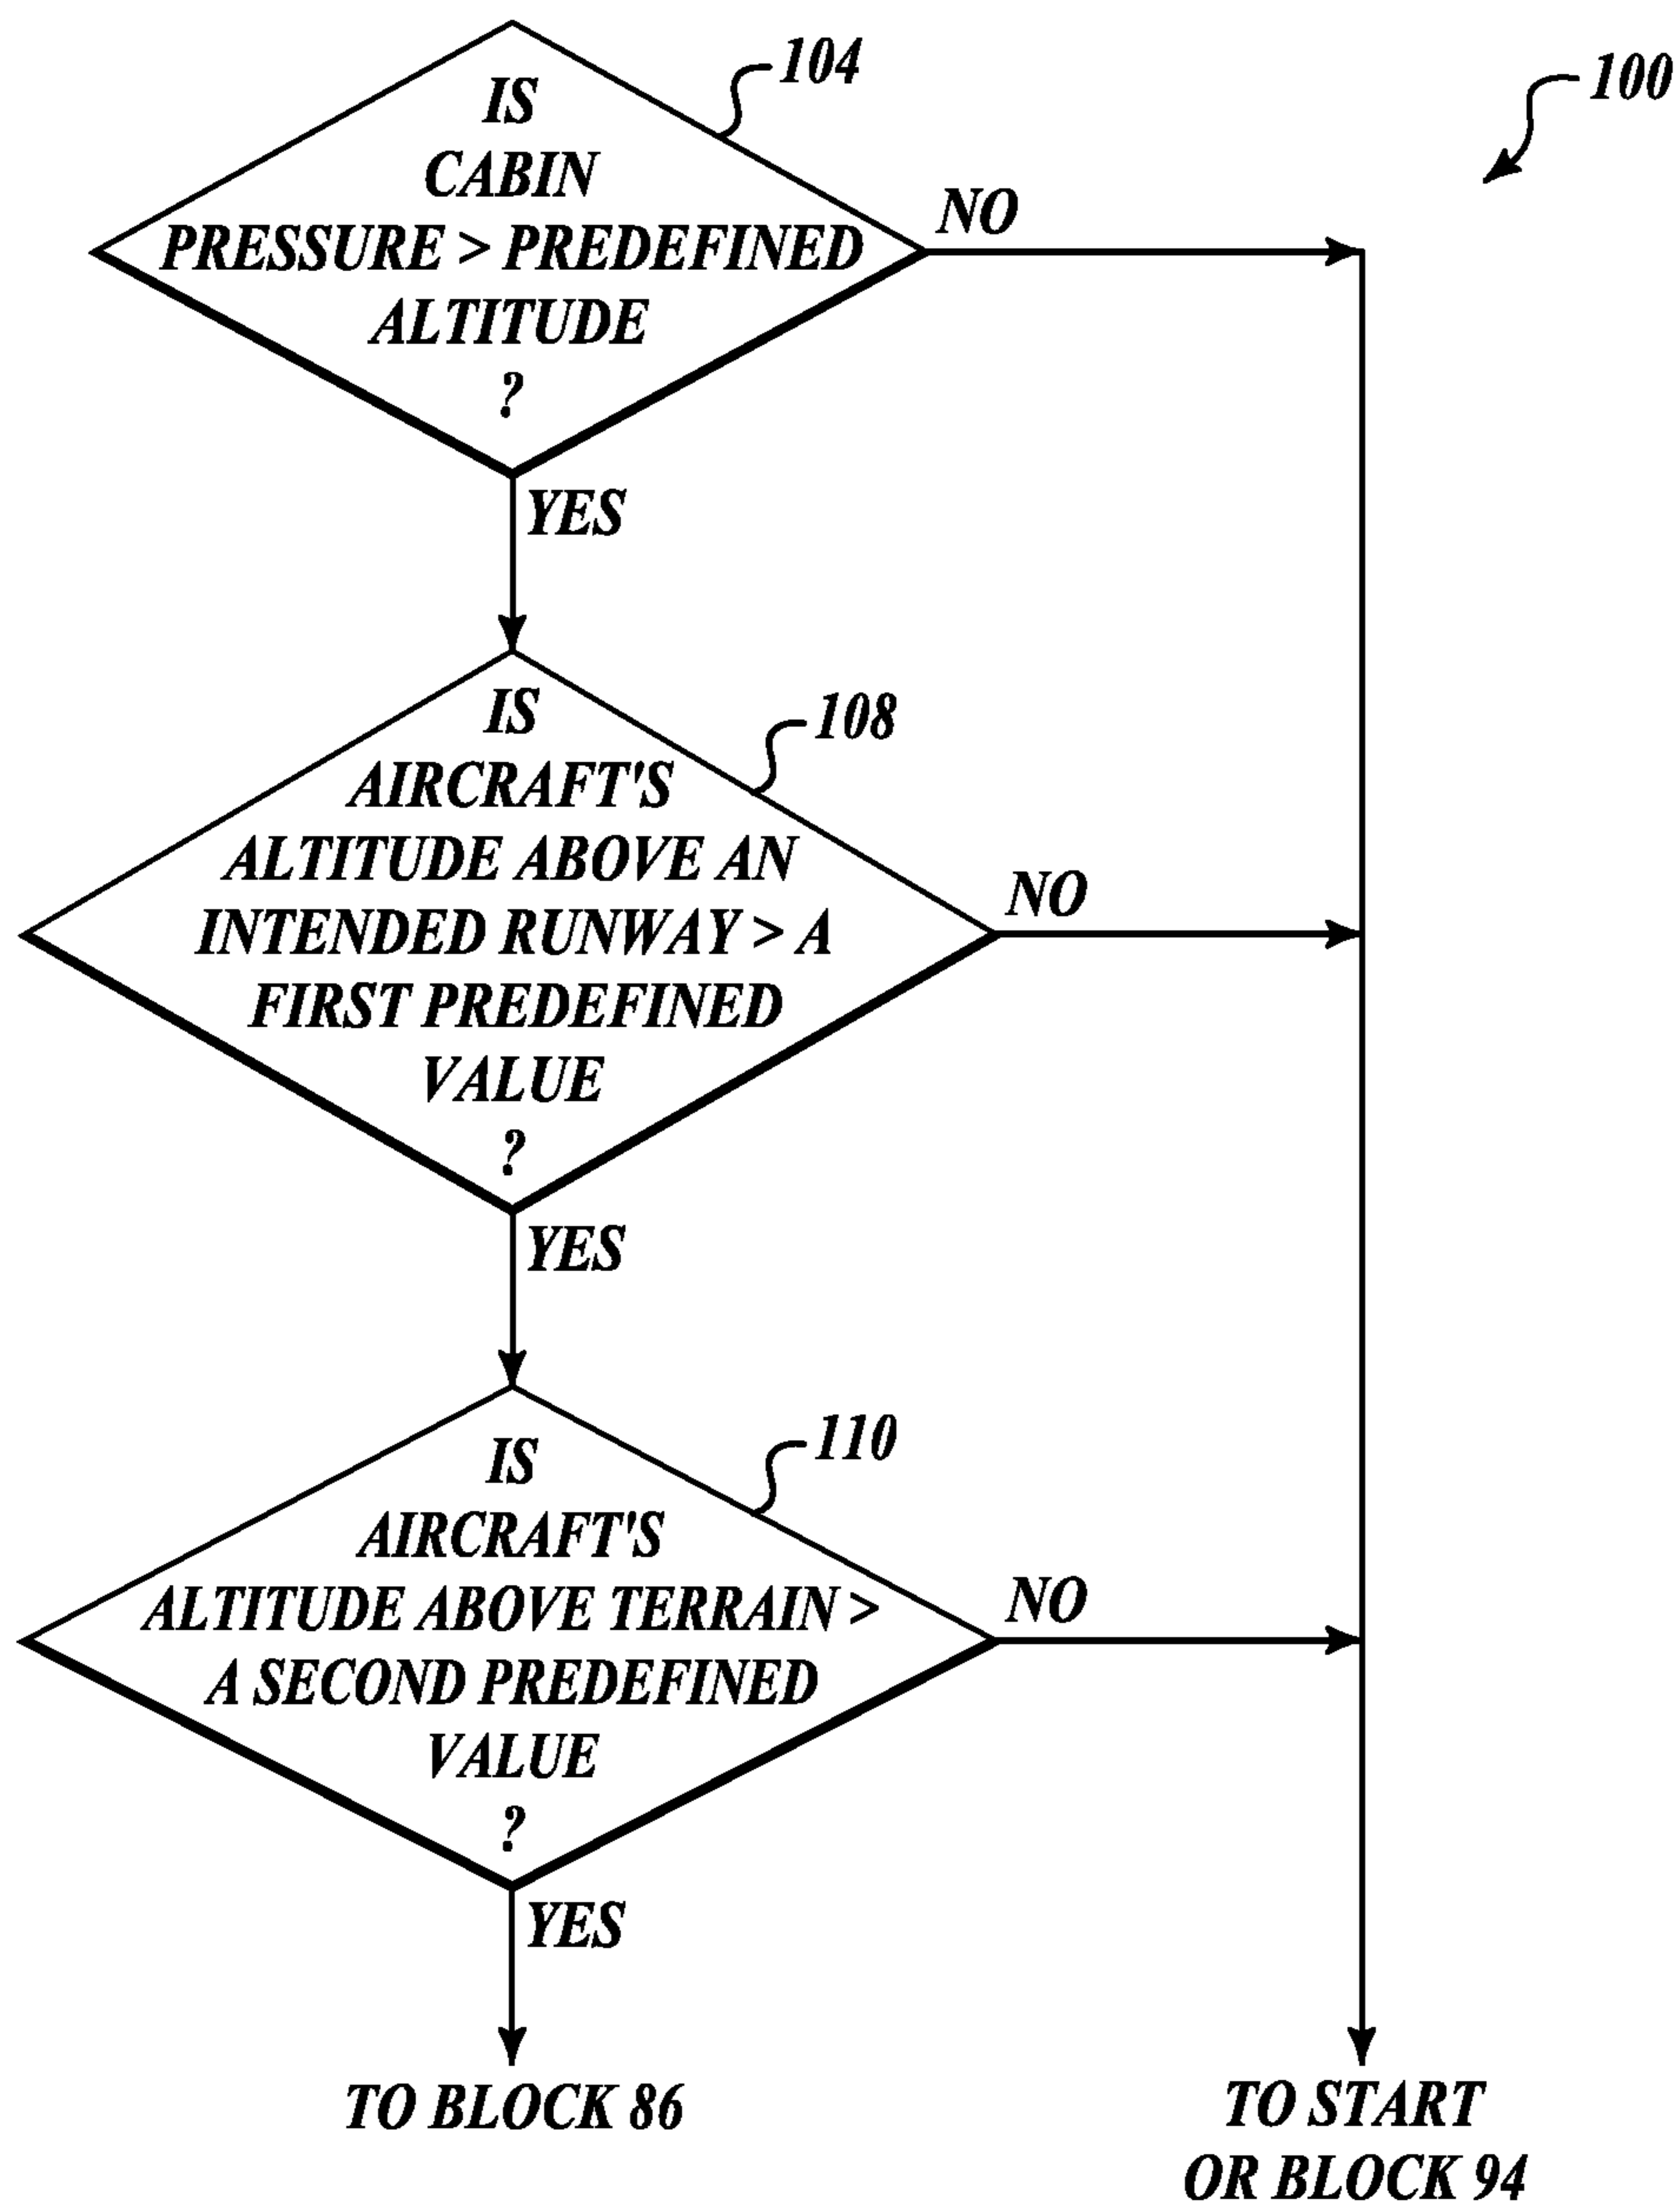 104
100
IS
CABIN
PRESSURE > PREDEFINED
ALTITUDE
?
NO
YES
108
IS
AIRCRAFT'S
ALTITUDE ABOVE AN
INTENDED RUNWAY > A
FIRST PREDEFINED
VALUE
?
NO
YES
110
IS
AIRCRAFT'S
ALTITUDE ABOVE TERRAIN >
A SECOND PREDEFINED
VALUE
?
NO
YES
TO BLOCK 86
TO START
OR BLOCK 94